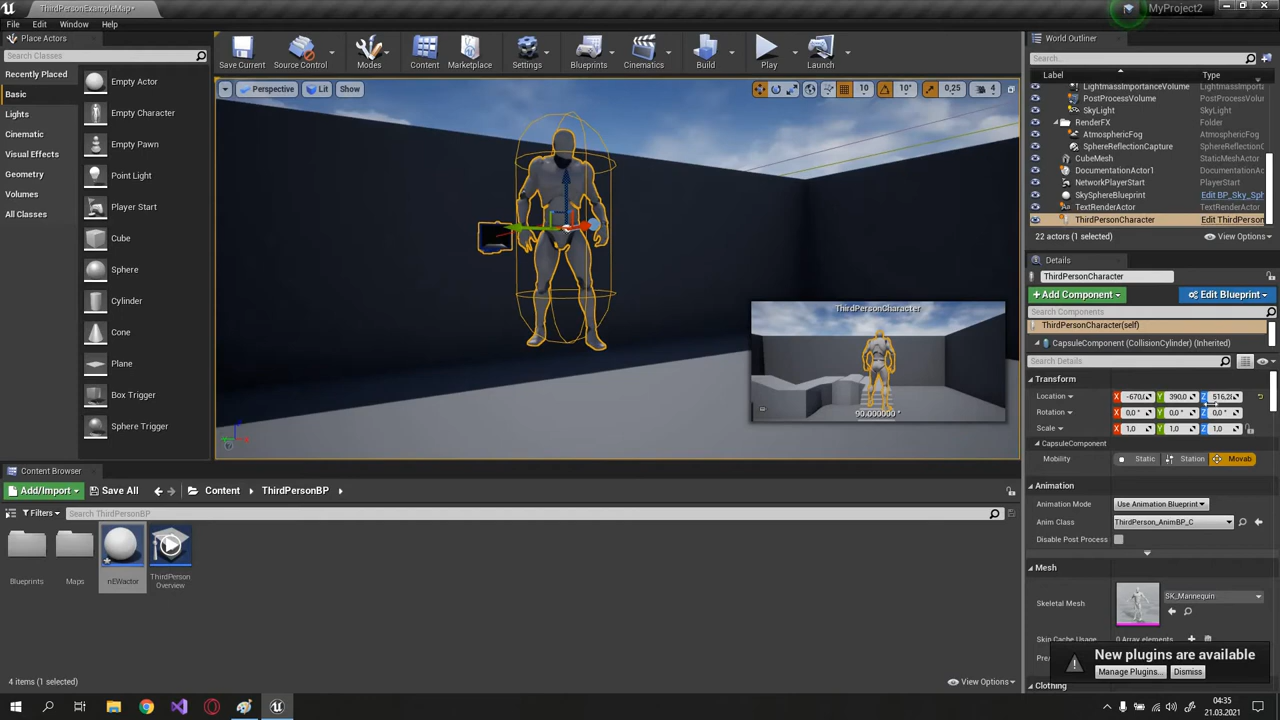 ThirdPersonExampleMap*
MyProject2
File Edit Window Help
Place Actors
Search Classes
Recently Placed
Basic
Lights
Cinematic
Visual Effects
Geometry
Volumes
All Classes
Empty Actor
Empty Character
Empty Pawn
Point Light
Player Start
Cube
Sphere
Cylinder
Cone
Plane
Box Trigger
Sphere Trigger
Save Current
Source Control
Modes
Content
Marketplace
Settings
Blueprints
Cinematics
Build
Play
Launch
Perspective
Lit
Show
10
10°
0,25
4
ThirdPersonCharacter
90.000000 °
World Outliner
Search...
Label Type
LightmassImportanceVolume LightmassImp
PostProcessVolume PostProcessVo
SkyLight SkyLight
RenderFX Folder
AtmosphericFog AtmosphericFog
SphereReflectionCapture SphereReflectionC
CubeMesh StaticMeshActor
DocumentationActor1 DocumentationActo
NetworkPlayerStart PlayerStart
SkySphereBlueprint Edit BP_Sky_Sph
TextRenderActor TextRenderActor
ThirdPersonCharacter Edit ThirdPerson
22 actors (1 selected)
View Options
Details
ThirdPersonCharacter
+Add Component
Edit Blueprint
Search Components
ThirdPersonCharacter(self)
CapsuleComponent (CollisionCylinder) (Inherited)
Search Details
Transform
Location X -670,( Y 390,0 Z 516,2
Rotation X 0,0 ° Y 0,0 ° Z 0,0 °
Scale X 1,0 Y 1,0 Z 1,0
CapsuleComponent
Mobility Static Station Movab
Animation
Animation Mode Use Animation Blueprint
Anim Class ThirdPerson_AnimBP_C
Disable Post Process
Mesh
Skeletal Mesh SK_Mannequin
Skin Cache Usage 0 Array elements
Pre
Clothing
New plugins are available
Manage Plugins...
Dismiss
Content Browser
Add/Import
Save All
Content
ThirdPersonBP
Filters
Search ThirdPersonBP
Blueprints
Maps
nEWactor
ThirdPerson
Overview
4 items (1 selected)
View Options
04:35
21.03.2021